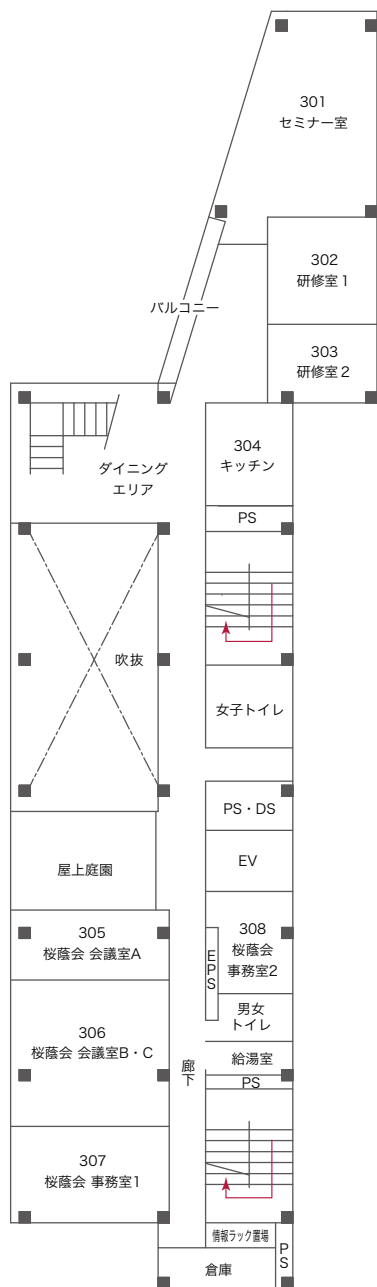 301
セミナー室
302
研修室1
バルコニー
303
研修室2
304
キッチン
ダイニング
エリア
PS
吹抜
女子トイレ
PS・DS
EV
屋上庭園
305
桜蔭会 会議室A
308
桜蔭会
事務室2
EPS
男女
トイレ
306
桜蔭会 会議室B・C
給湯室
廊下
PS
307
桜蔭会 事務室1
情報ラック置場
倉庫
PS